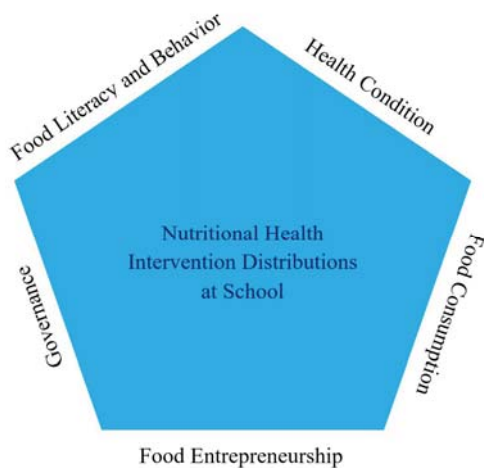 Food Literacy and Behavior
Health Condition
Nutritional Health
Intervention Distributions
at School
Governance
Food Consumption
Food Entrepreneurship